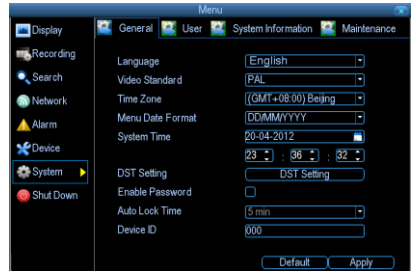 Menu
Display
General User System Information Maintenance
Recording
Search
Network
Alarm
Device
System
Shut Down
Language English
Video Standard PAL
Time Zone (GMT+08:00) Beijing
Menu Date Format DD/MM/YYYY
System Time 20-04-2012
23 : 36 : 32
DST Setting DST Setting
Enable Password
Auto Lock Time 5 min
Device ID 000
Default Apply